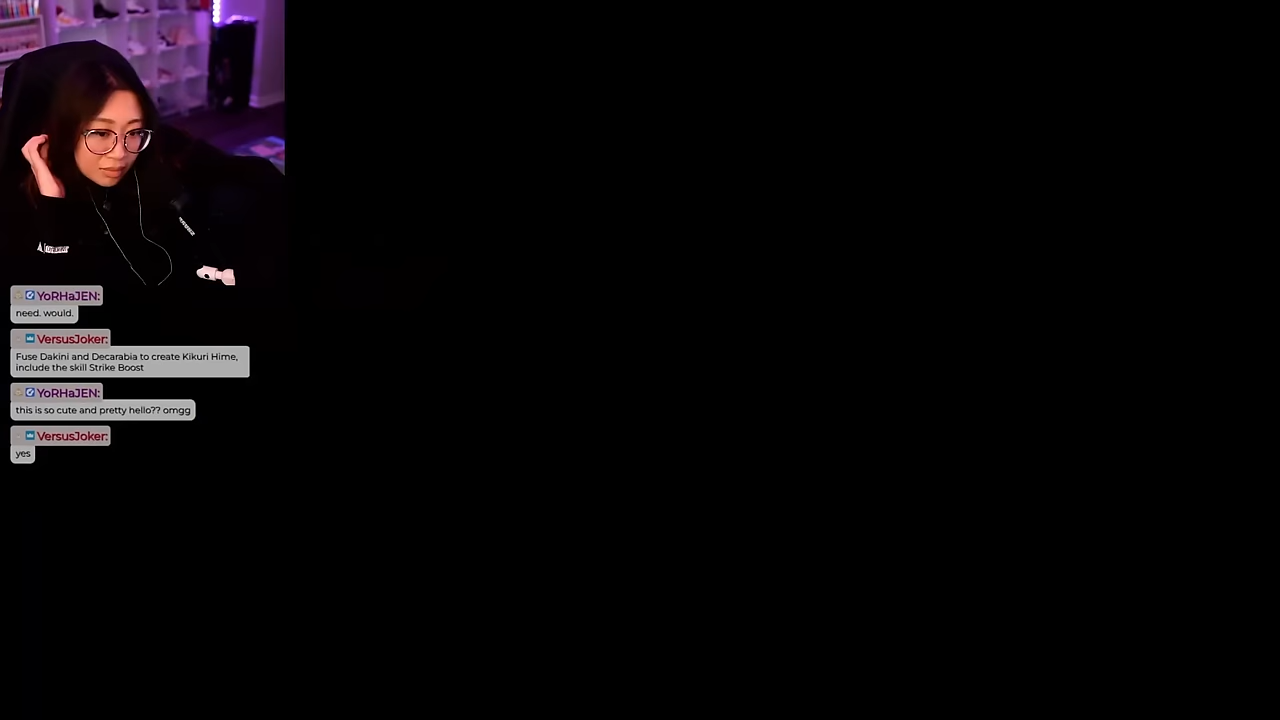 YoRHaJEN:
need. would.
VersusJoker:
Fuse Dakini and Decarabia to create Kikuri Hime,
include the skill Strike Boost
YoRHaJEN:
this is so cute and pretty hello?? omgg
VersusJoker:
yes